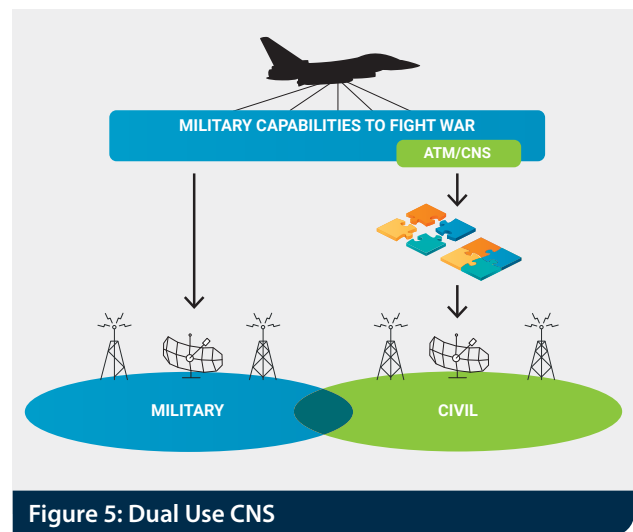 MILITARY CAPABILITIES TO FIGHT WAR
ATM/CNS
MILITARY
CIVIL
Figure 5: Dual Use CNS